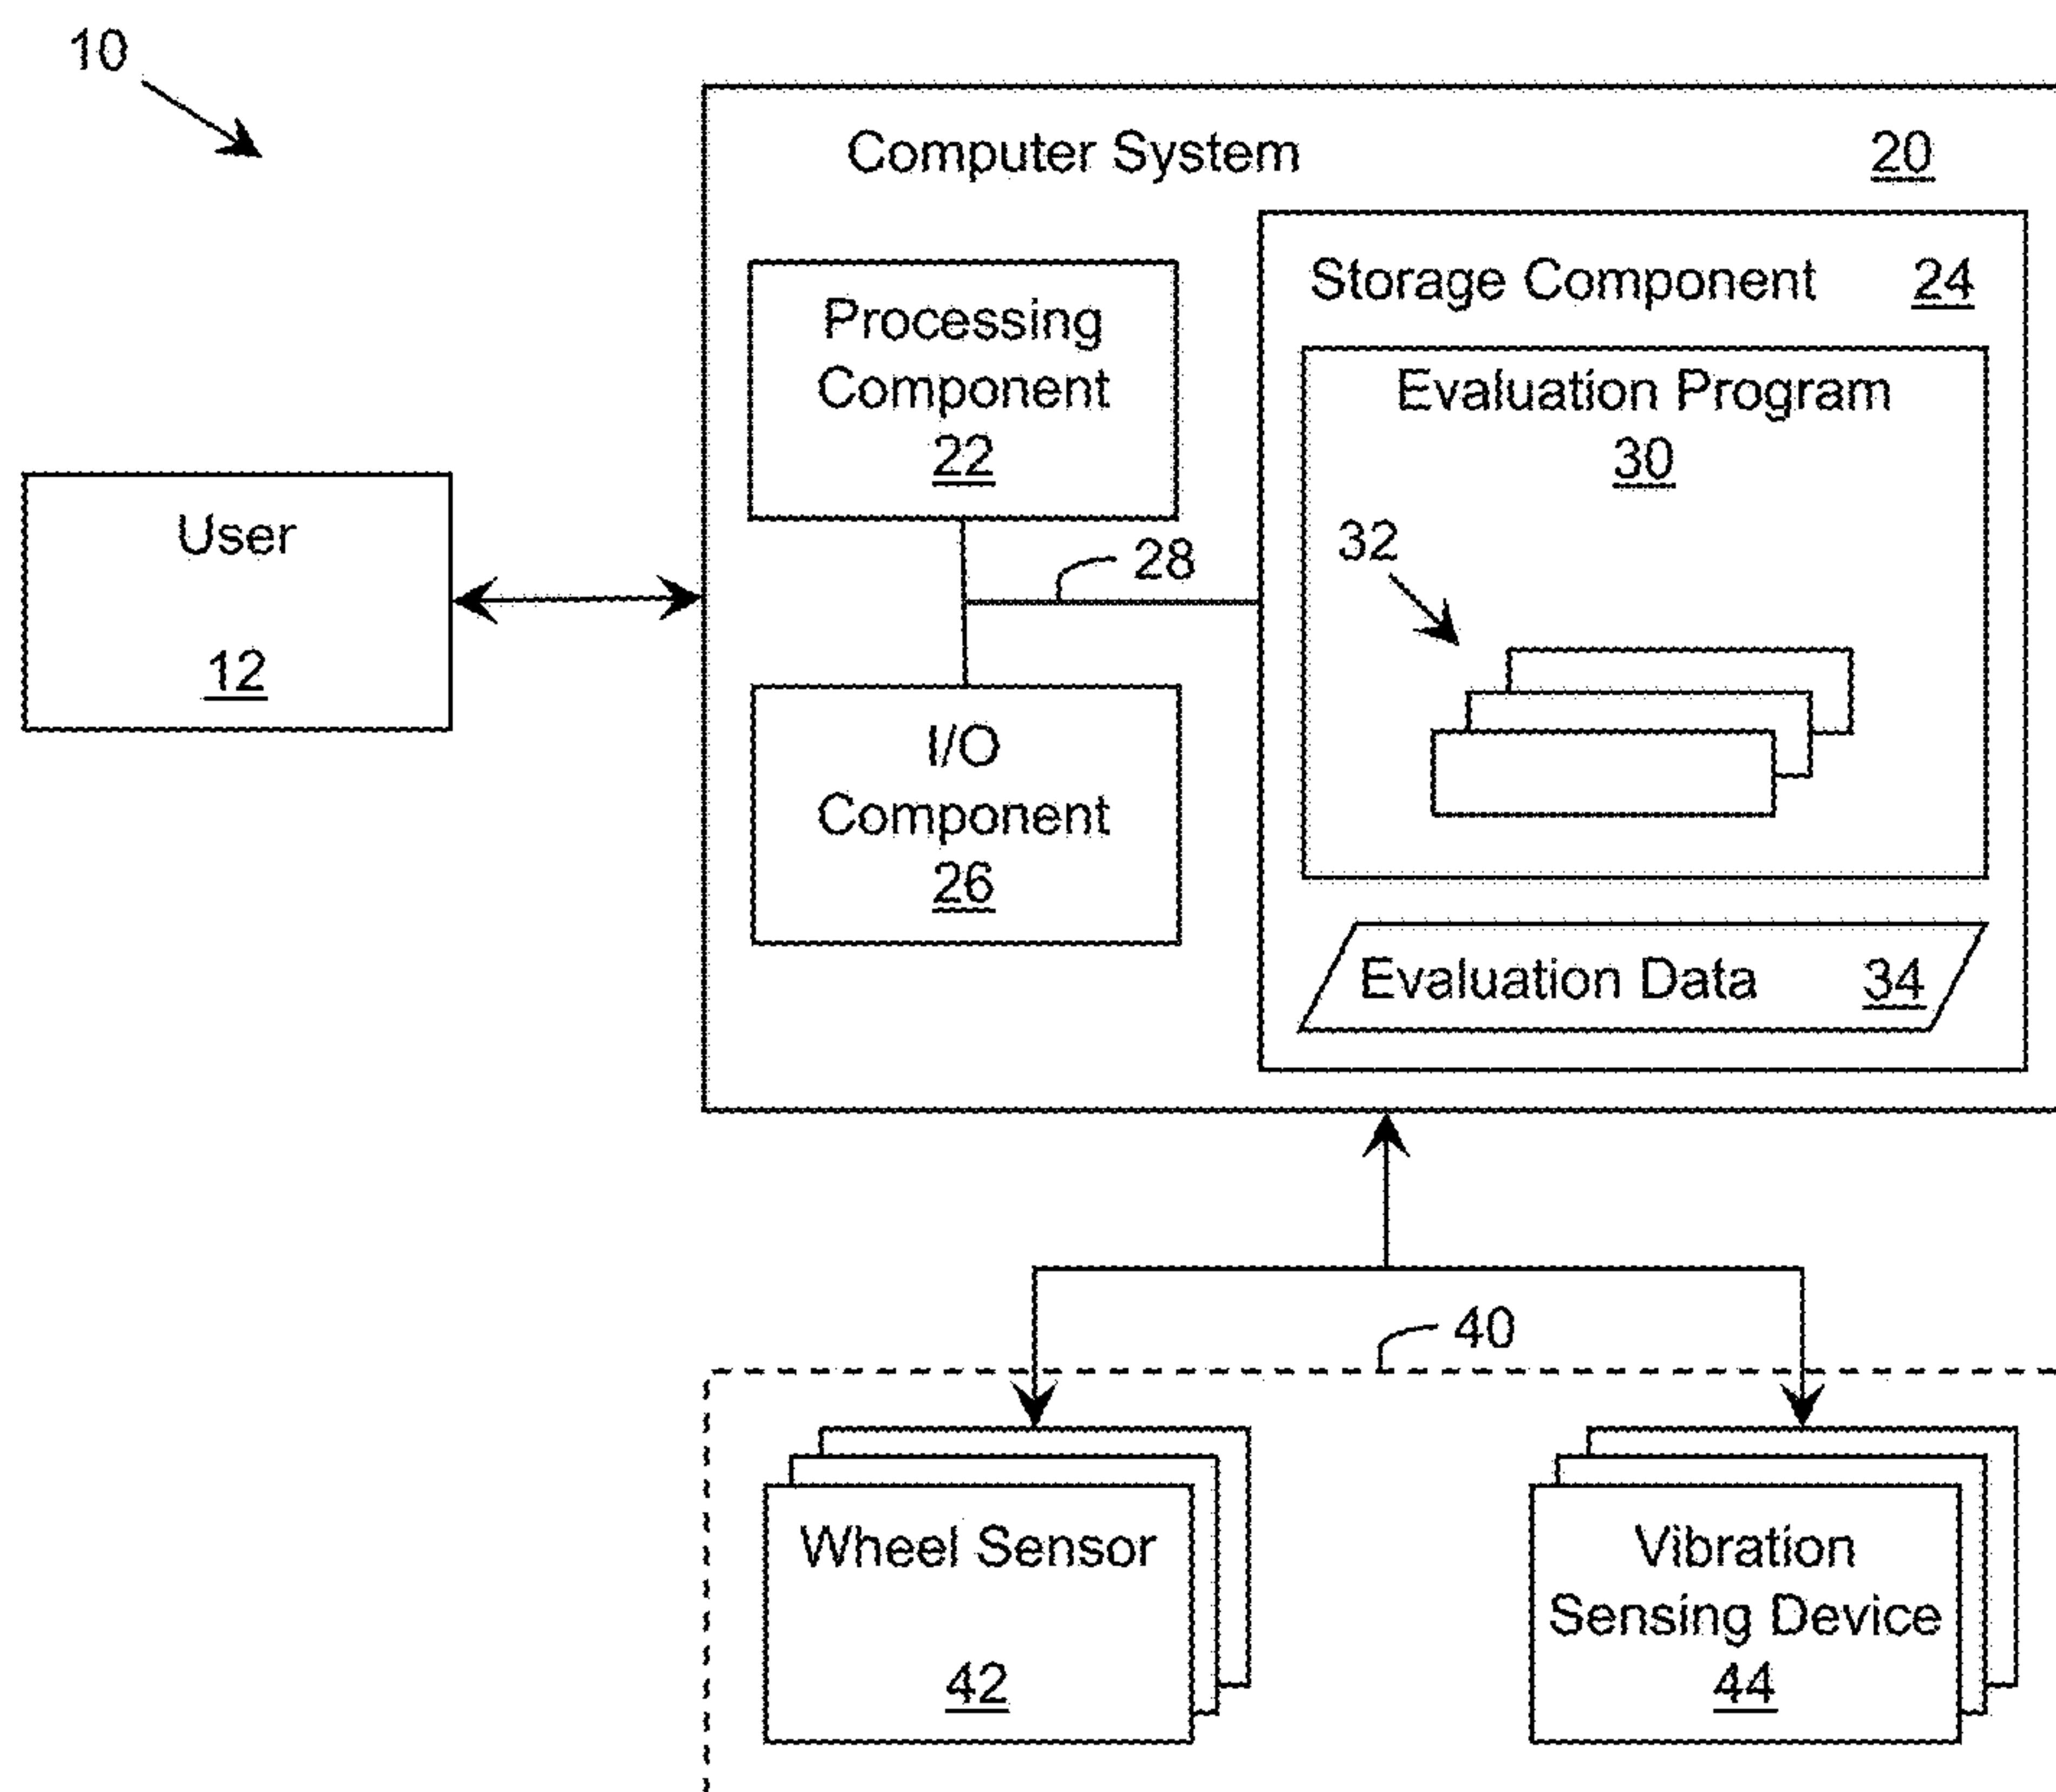 10
Computer System 20
Storage Component 24
Processing
Component
22
Evaluation Program
30
User
12
28
32
I/O
Component
26
Evaluation Data 34
40
Wheel Sensor
42
Vibration
Sensing Device
44